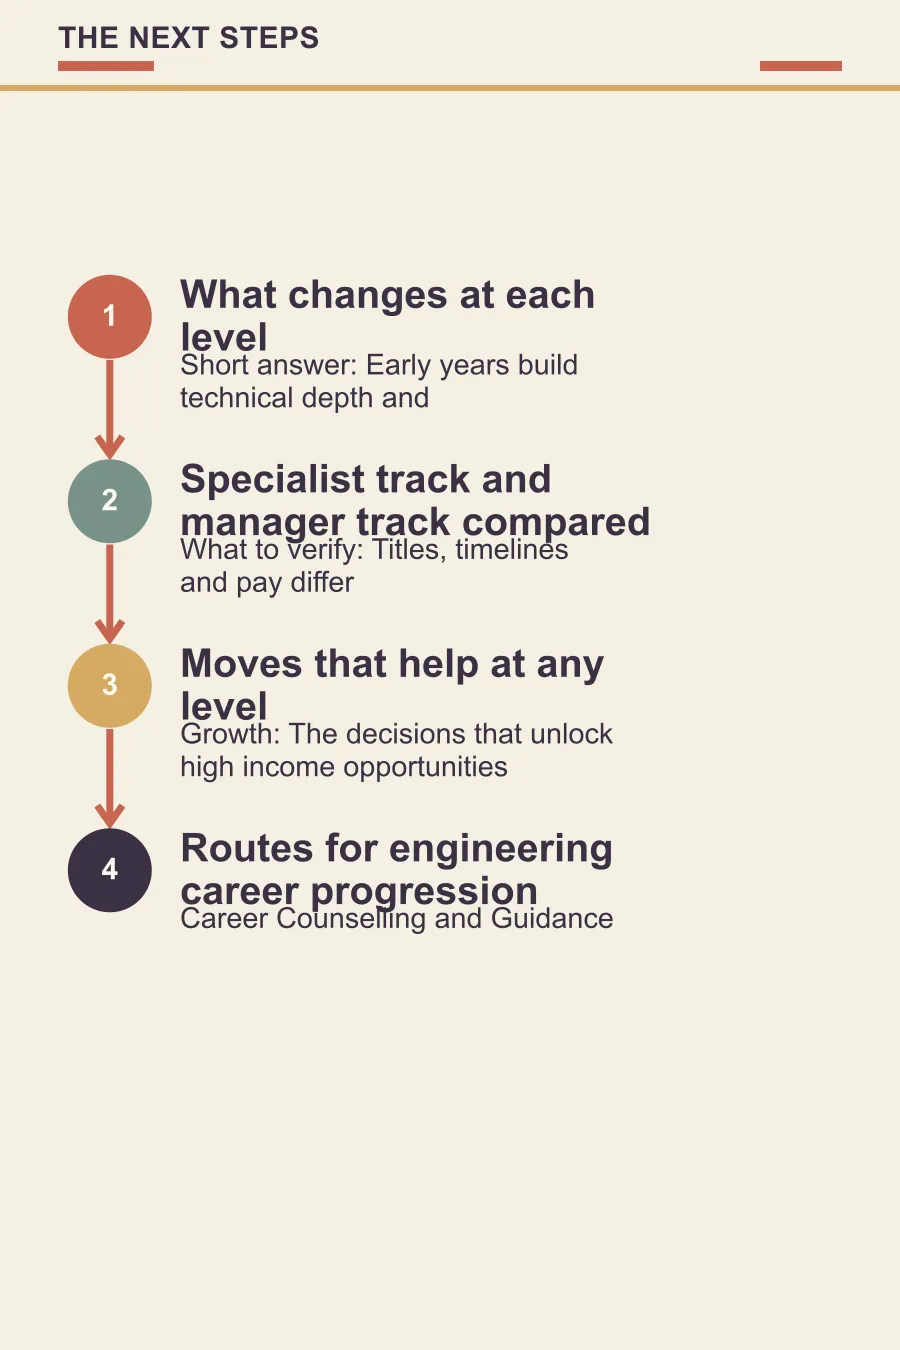 THE NEXT STEPS
1
What changes at each
level
Short answer: Early years build
technical depth and
2
Specialist track and
manager track compared
What to verify: Titles, timelines
and pay differ
3
Moves that help at any
level
Growth: The decisions that unlock
high income opportunities
4
Routes for engineering
career progression
Career Counselling and Guidance